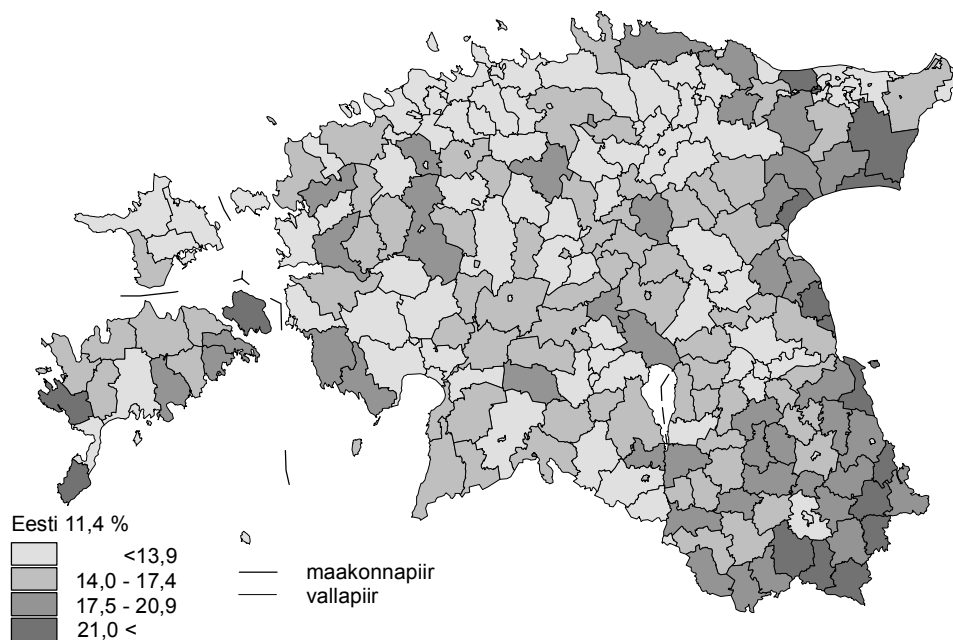 Eesti 11,4 %
<13,9
14,0 - 17,4
17,5 - 20,9
21,0 <
maakonnapiir
vallapiir